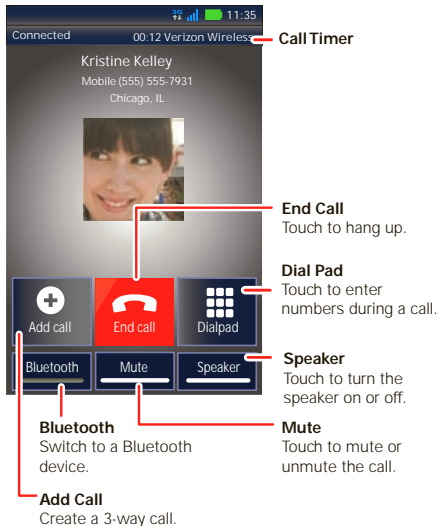 3G 11:35
Connected 00:12 Verizon Wireless
Call Timer
Kristine Kelley
Mobile (555) 555-7931
Chicago, IL
End Call
Touch to hang up.
Dial Pad
Touch to enter
numbers during a call.
Add call End call Dialpad
Bluetooth Mute Speaker
Speaker
Touch to turn the
speaker on or off.
Bluetooth
Switch to a Bluetooth
device.
Mute
Touch to mute or
unmute the call.
Add Call
Create a 3-way call.